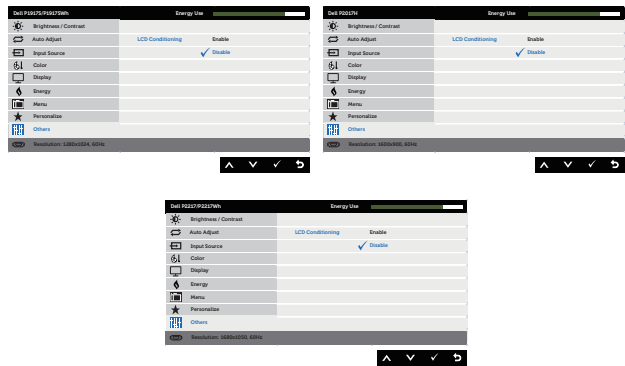 Dell P1917S/P1917SWh Energy Use
Brightness / Contrast
Auto Adjust LCD Conditioning Enable
Input Source Disable
Color
Display
Energy
Menu
Personalize
Others
Resolution: 1280x1024, 60Hz
Dell P2017H Energy Use
Brightness / Contrast
Auto Adjust LCD Conditioning Enable
Input Source Disable
Color
Display
Energy
Menu
Personalize
Others
Resolution: 1600x900, 60Hz
Dell P2217/P2217Wh Energy Use
Brightness / Contrast
Auto Adjust LCD Conditioning Enable
Input Source Disable
Color
Display
Energy
Menu
Personalize
Others
Resolution: 1680x1050, 60Hz